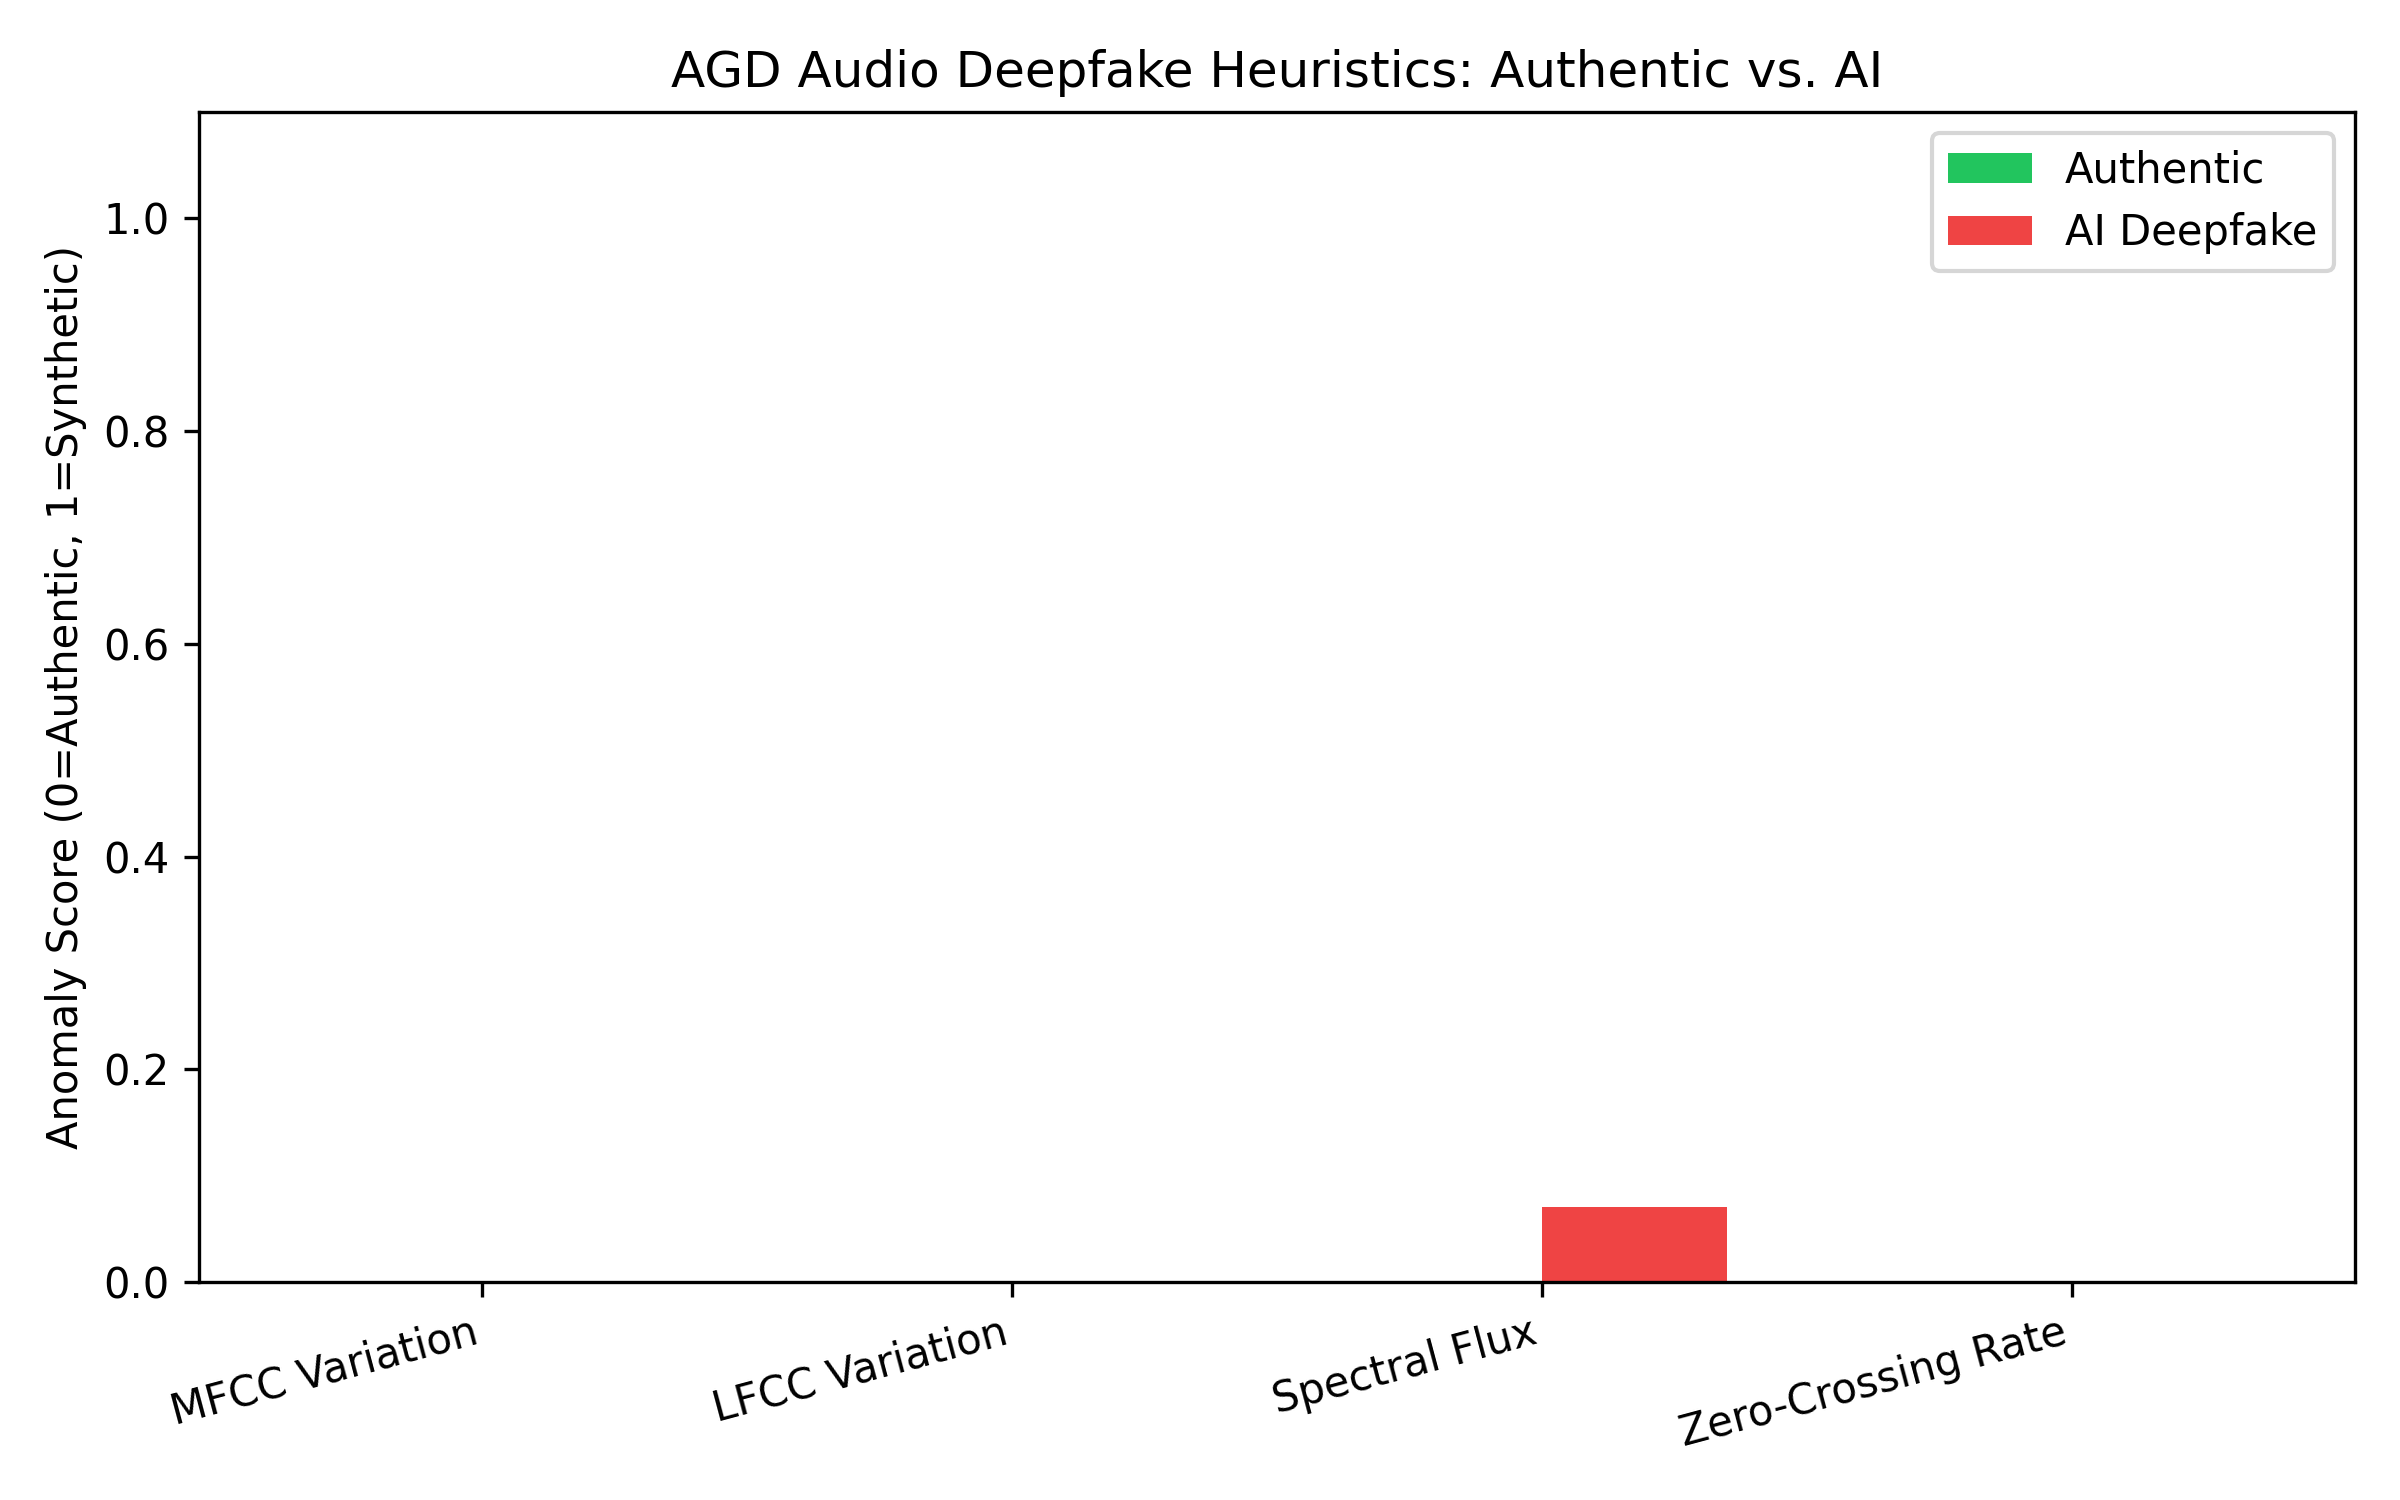 AGD Audio Deepfake Heuristics: Authentic vs. AI
Authentic
AI Deepfake
Anomaly Score (0=Authentic, 1=Synthetic)
1.0
0.8
0.6
0.4
0.2
0.0
MFCC Variation
LFCC Variation
Spectral Flux
Zero-Crossing Rate